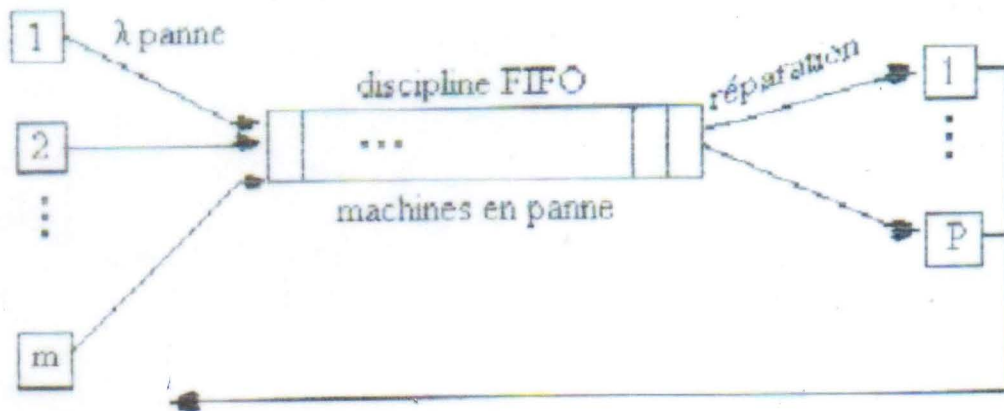 1
λ panne
discipline FIFO
réparation
1
2
...
machines en panne
P
m